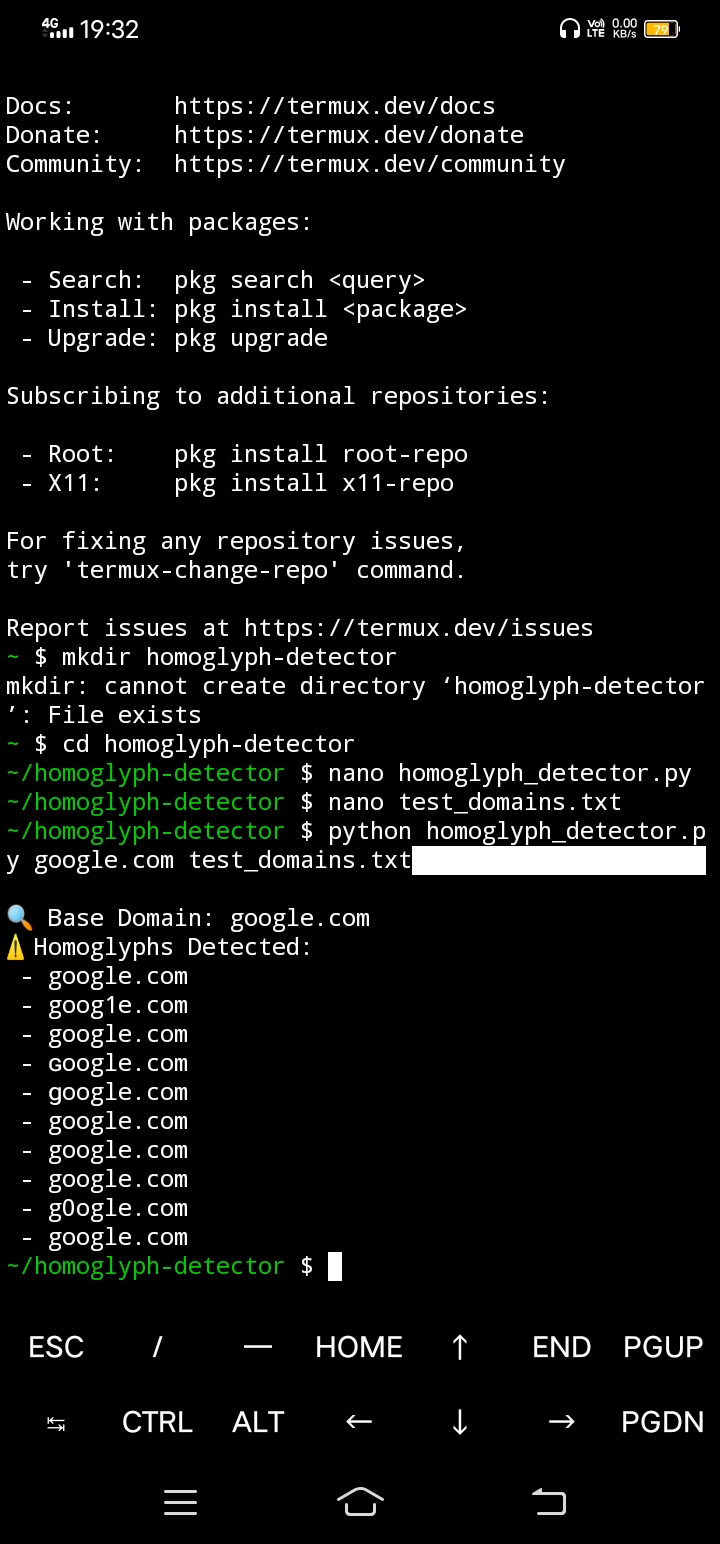 4G 19:32 Vo) LTE 0.00 KB/s 79
Docs: https://termux.dev/docs
Donate: https://termux.dev/donate
Community: https://termux.dev/community
Working with packages:
- Search: pkg search <query>
- Install: pkg install <package>
- Upgrade: pkg upgrade
Subscribing to additional repositories:
- Root: pkg install root-repo
- X11: pkg install x11-repo
For fixing any repository issues,
try 'termux-change-repo' command.
Report issues at https://termux.dev/issues
~ $ mkdir homoglyph-detector
mkdir: cannot create directory ‘homoglyph-detector
’: File exists
~ $ cd homoglyph-detector
~/homoglyph-detector $ nano homoglyph_detector.py
~/homoglyph-detector $ nano test_domains.txt
~/homoglyph-detector $ python homoglyph_detector.p
y google.com test_domains.txt
🔍 Base Domain: google.com
⚠️ Homoglyphs Detected:
- google.com
- goog1e.com
- google.com
- ɢoogle.com
- google.com
- google.com
- google.com
- google.com
- g0ogle.com
- google.com
~/homoglyph-detector $
ESC / — HOME ↑ END PGUP
↹ CTRL ALT ← ↓ → PGDN